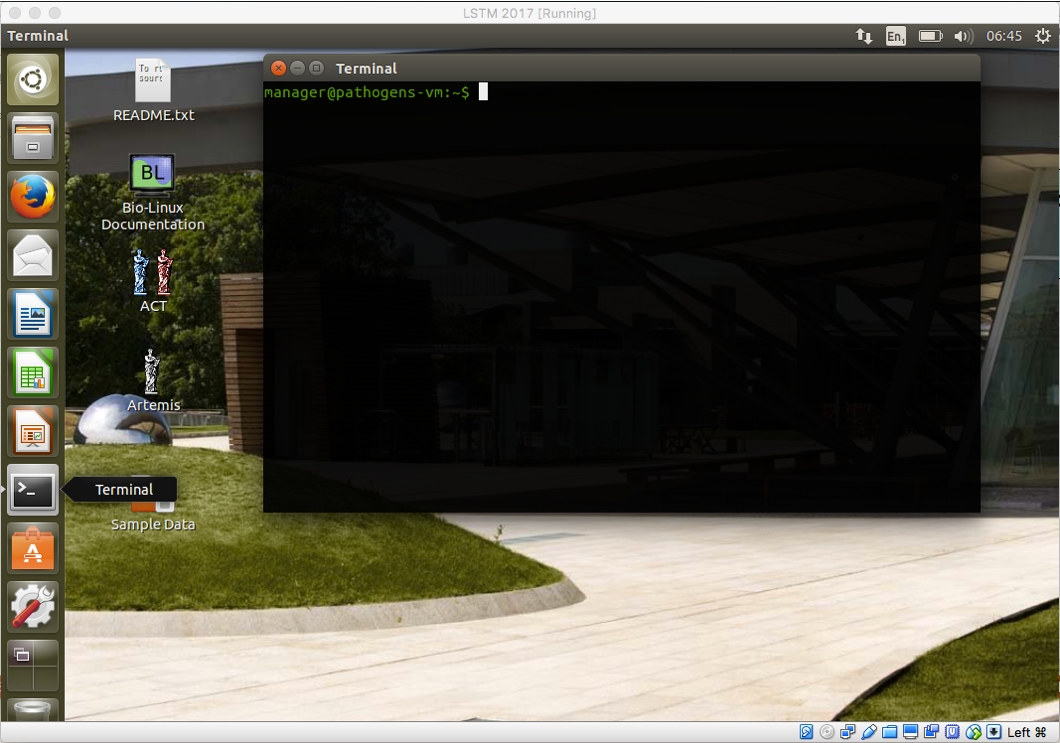 LSTM 2017 [Running]
Terminal
En1
06:45
Terminal
manager@pathogens-vm:~$
README.txt
BL
Bio-Linux
Documentation
ACT
Artemis
Terminal
Sample Data
Left ⌘